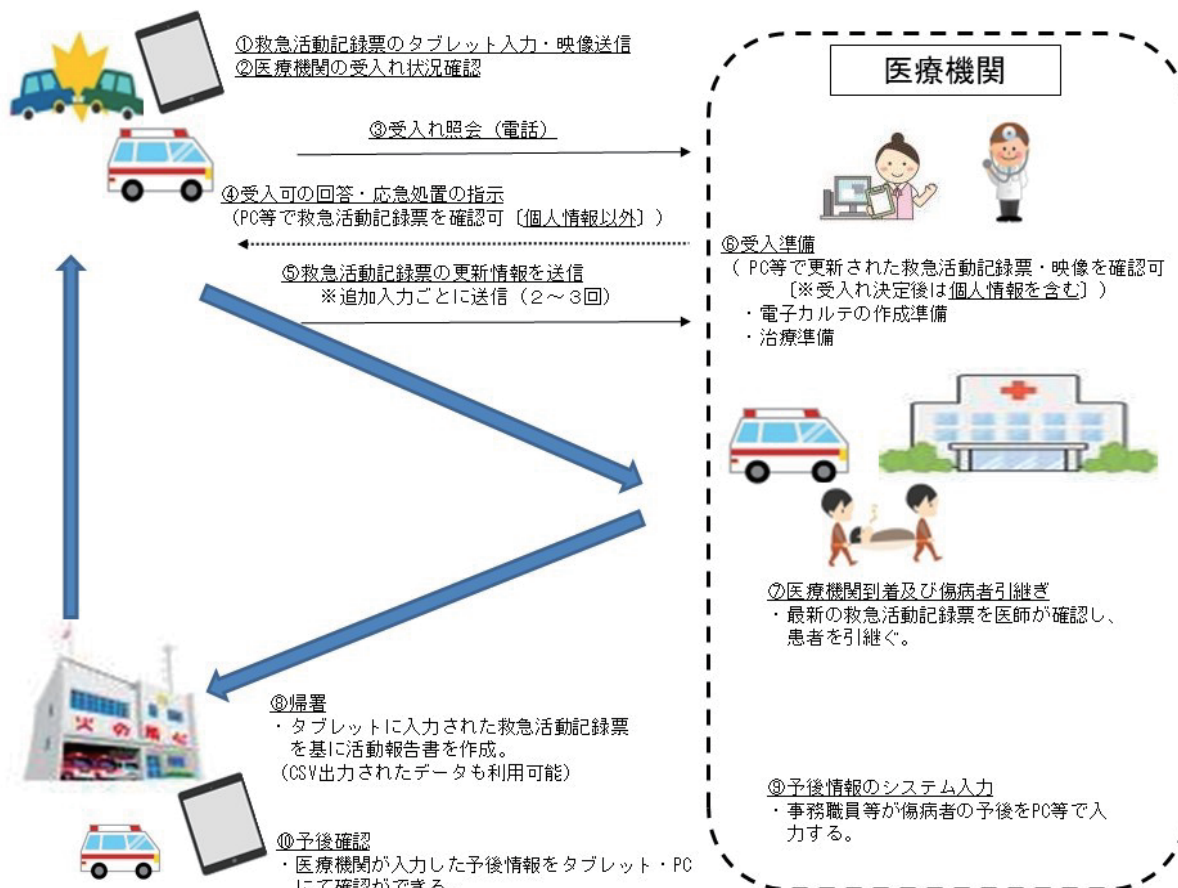 ①救急活動記録票のタブレット入力・映像送信
②医療機関の受入れ状況確認
医療機関
③受入れ照会（電話）
④受入可の回答・応急処置の指示
（PC等で救急活動記録票を確認可〔個人情報以外〕）
⑤救急活動記録票の更新情報を送信
※追加入力ごとに送信（２～３回）
⑥受入準備
（ PC等で更新された救急活動記録票・映像を確認可
〔※受入れ決定後は個人情報を含む〕）
・電子カルテの作成準備
・治療準備
⑦医療機関到着及び傷病者引継ぎ
・最新の救急活動記録票を医師が確認し、
患者を引継ぐ。
⑧帰署
・タブレットに入力された救急活動記録票
を基に活動報告書を作成。
（CSV出力されたデータも利用可能）
火の用心
⑨予後情報のシステム入力
・事務職員等が傷病者の予後をPC等で入
力する。
⑩予後確認
・医療機関が入力した予後情報をタブレット・PC
にて確認ができる